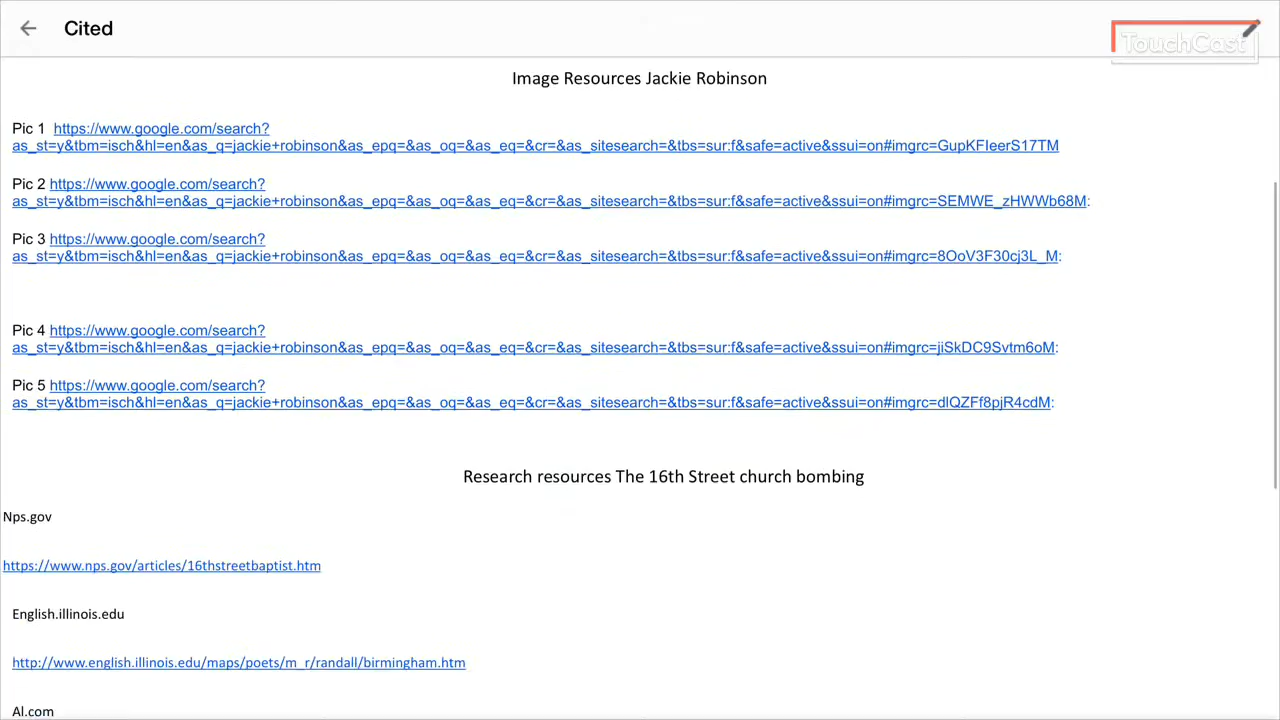 Cited
TouchCast
Image Resources Jackie Robinson
Pic 1 https://www.google.com/search?
as_st=y&tbm=isch&hl=en&as_q=jackie+robinson&as_epq=&as_oq=&as_eq=&cr=&as_sitesearch=&tbs=sur:f&safe=active&ssui=on#imgrc=GupKFIeerS17TM
Pic 2 https://www.google.com/search?
as_st=y&tbm=isch&hl=en&as_q=jackie+robinson&as_epq=&as_oq=&as_eq=&cr=&as_sitesearch=&tbs=sur:f&safe=active&ssui=on#imgrc=SEMWE_zHWWb68M:
Pic 3 https://www.google.com/search?
as_st=y&tbm=isch&hl=en&as_q=jackie+robinson&as_epq=&as_oq=&as_eq=&cr=&as_sitesearch=&tbs=sur:f&safe=active&ssui=on#imgrc=8OoV3F30cj3L_M:
Pic 4 https://www.google.com/search?
as_st=y&tbm=isch&hl=en&as_q=jackie+robinson&as_epq=&as_oq=&as_eq=&cr=&as_sitesearch=&tbs=sur:f&safe=active&ssui=on#imgrc=jiSkDC9Svtm6oM:
Pic 5 https://www.google.com/search?
as_st=y&tbm=isch&hl=en&as_q=jackie+robinson&as_epq=&as_oq=&as_eq=&cr=&as_sitesearch=&tbs=sur:f&safe=active&ssui=on#imgrc=dlQZFf8pjR4cdM:
Research resources The 16th Street church bombing
Nps.gov
https://www.nps.gov/articles/16thstreetbaptist.htm
English.illinois.edu
http://www.english.illinois.edu/maps/poets/m_r/randall/birmingham.htm
Al.com